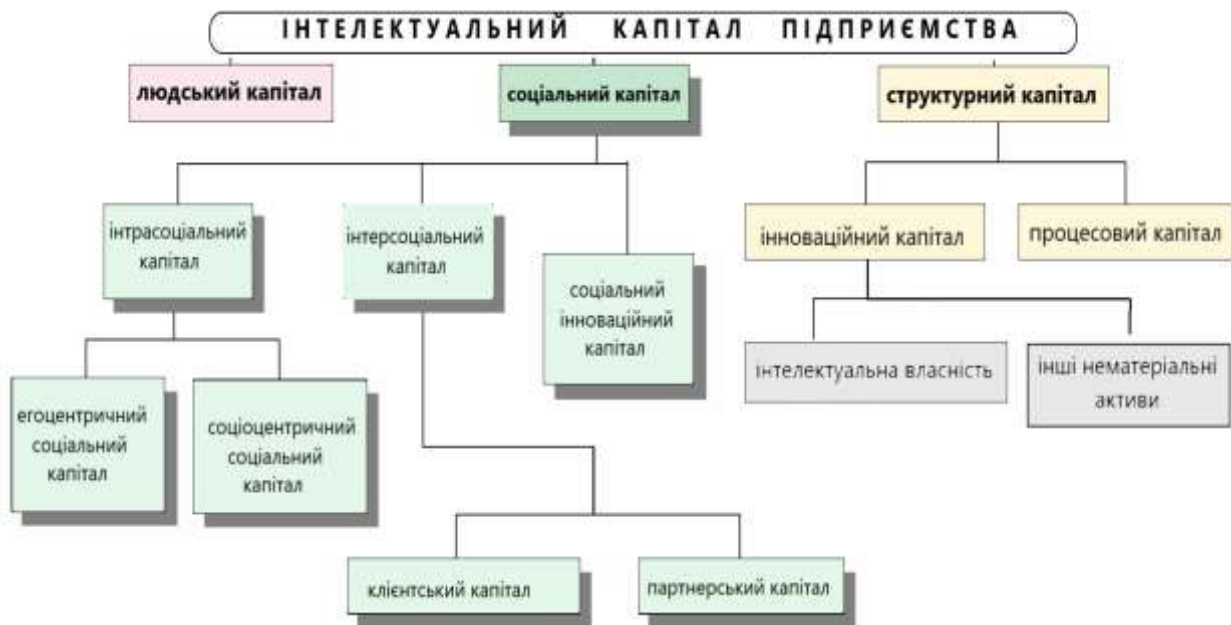 ІНТЕЛЕКТУАЛЬНИЙ КАПІТАЛ ПІДПРИЄМСТВА
людський капітал
соціальний капітал
структурний капітал
інтрасоціальний
капітал
інтерсоціальний
капітал
соціальний
інноваційний
капітал
інноваційний капітал
процесовий капітал
егоцентричний
соціальний
капітал
соціоцентричний
соціальний
капітал
інтелектуальна власність
інші нематеріальні
активи
клієнтський капітал
партнерський капітал